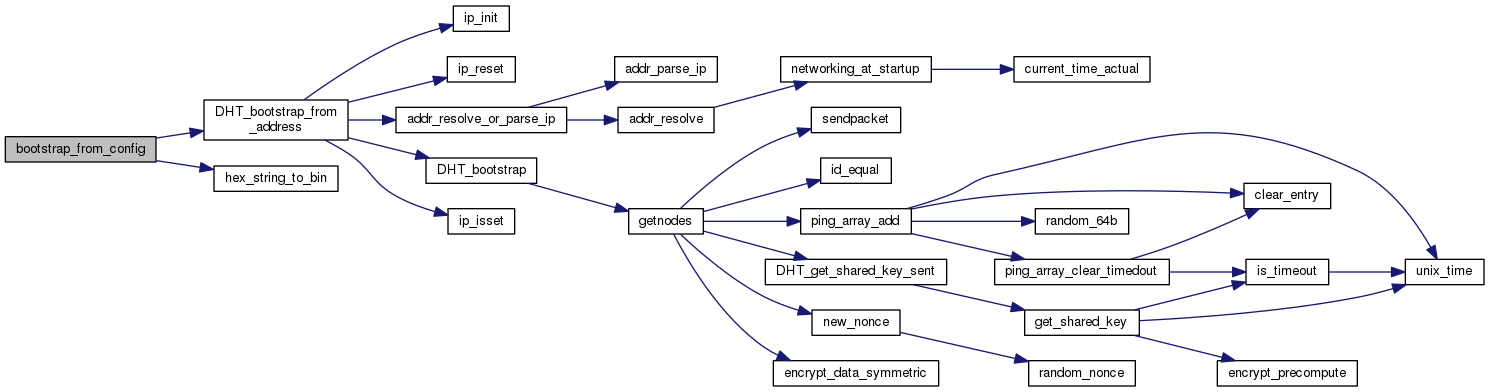 bootstrap_from_config
DHT_bootstrap_from
_address
hex_string_to_bin
ip_init
ip_reset
addr_resolve_or_parse_ip
DHT_bootstrap
ip_isset
addr_parse_ip
addr_resolve
getnodes
networking_at_startup
sendpacket
id_equal
ping_array_add
DHT_get_shared_key_sent
new_nonce
encrypt_data_symmetric
current_time_actual
clear_entry
random_64b
ping_array_clear_timedout
is_timeout
unix_time
get_shared_key
random_nonce
encrypt_precompute